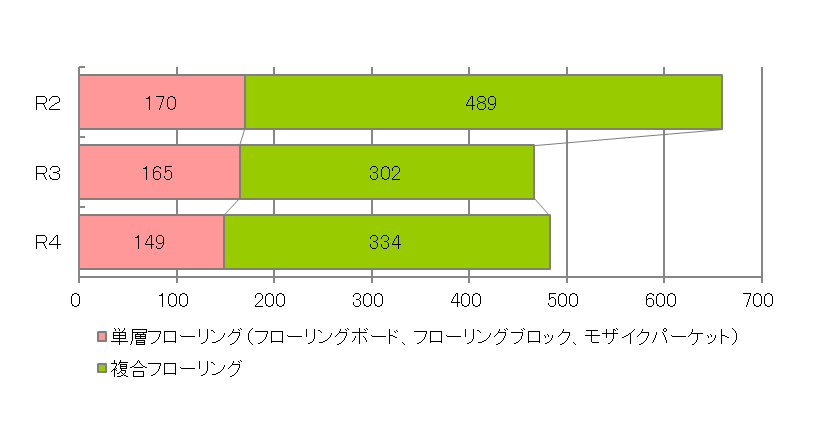 R2 170 489
R3 165 302
R4 149 334
0 100 200 300 400 500 600 700
単層フローリング(フローリングボード、フローリングブロック、モザイクパーケット)
複合フローリング